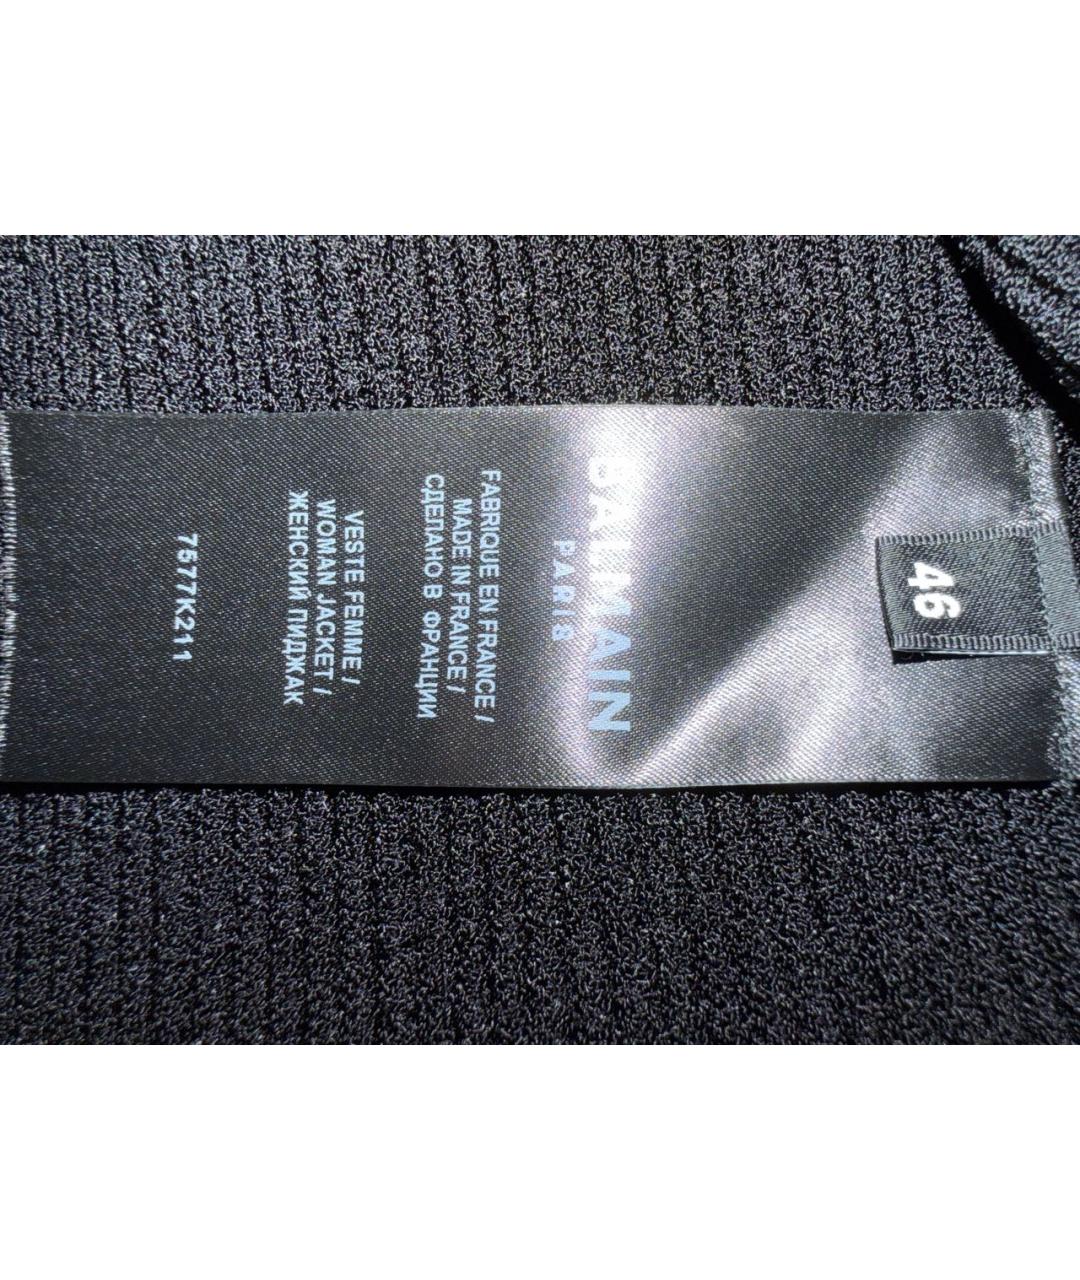 46
BALMAIN
PARIS
FABRIQUE EN FRANCE /
MADE IN FRANCE /
СДЕЛАНО В ФРАНЦИИ
VESTE FEMME /
WOMAN JACKET /
ЖЕНСКИЙ ПИДЖАК
7577K211